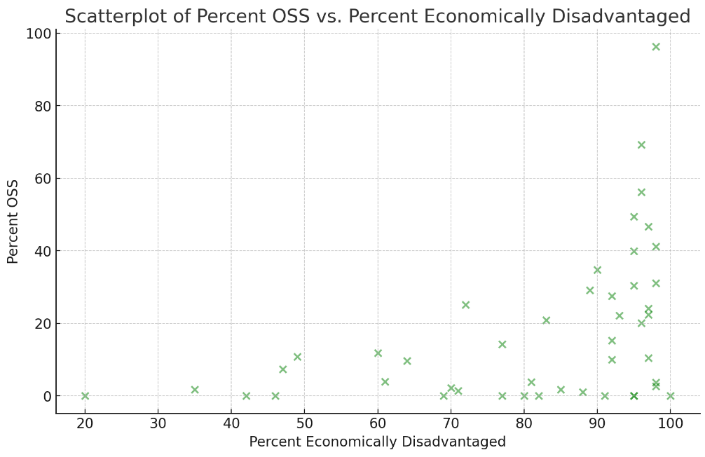 Scatterplot of Percent OSS vs. Percent Economically Disadvantaged
100
80
60
40
20
0
Percent OSS
20 30 40 50 60 70 80 90 100
Percent Economically Disadvantaged